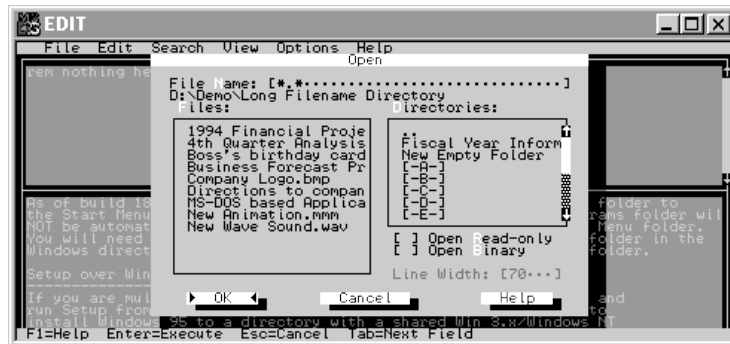 EDIT
File Edit Search View Options Help
Open
rem nothing he
File Name: [*.*·····························]
D:\Demo\Long Filename Directory
Files:
1994 Financial Proje
4th Quarter Analysis
Boss's birthday card
Business Forecast Pr
Company Logo.bmp
Directions to compan
MS-DOS based Applica
New Animation.mmm
New Wave Sound.wav
Directories:
..
Fiscal Year Inform
New Empty Folder
[-A-]
[-B-]
[-C-]
[-D-]
[-E-]
[ ] Open Read-only
[ ] Open Binary
Line Width: [70···]
OK Cancel Help
As of build 18 folder to
the Start Menu rams folder wil
NOT be automat Menu folder.
You will need folder in the
Windows direct folder.
Setup over Win
If you are mul and
run Setup from to
install Windows 95 to a directory with a shared Win 3.x/Windows NT
F1=Help Enter=Execute Esc=Cancel Tab=Next Field